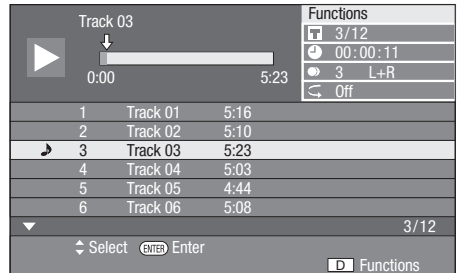 Track 03
0:00 5:23
Functions
T 3/12
00:00:11
3 L+R
Off
1 Track 01 5:16
2 Track 02 5:10
3 Track 03 5:23
4 Track 04 5:03
5 Track 05 4:44
6 Track 06 5:08
3/12
Select ENTER Enter
D Functions